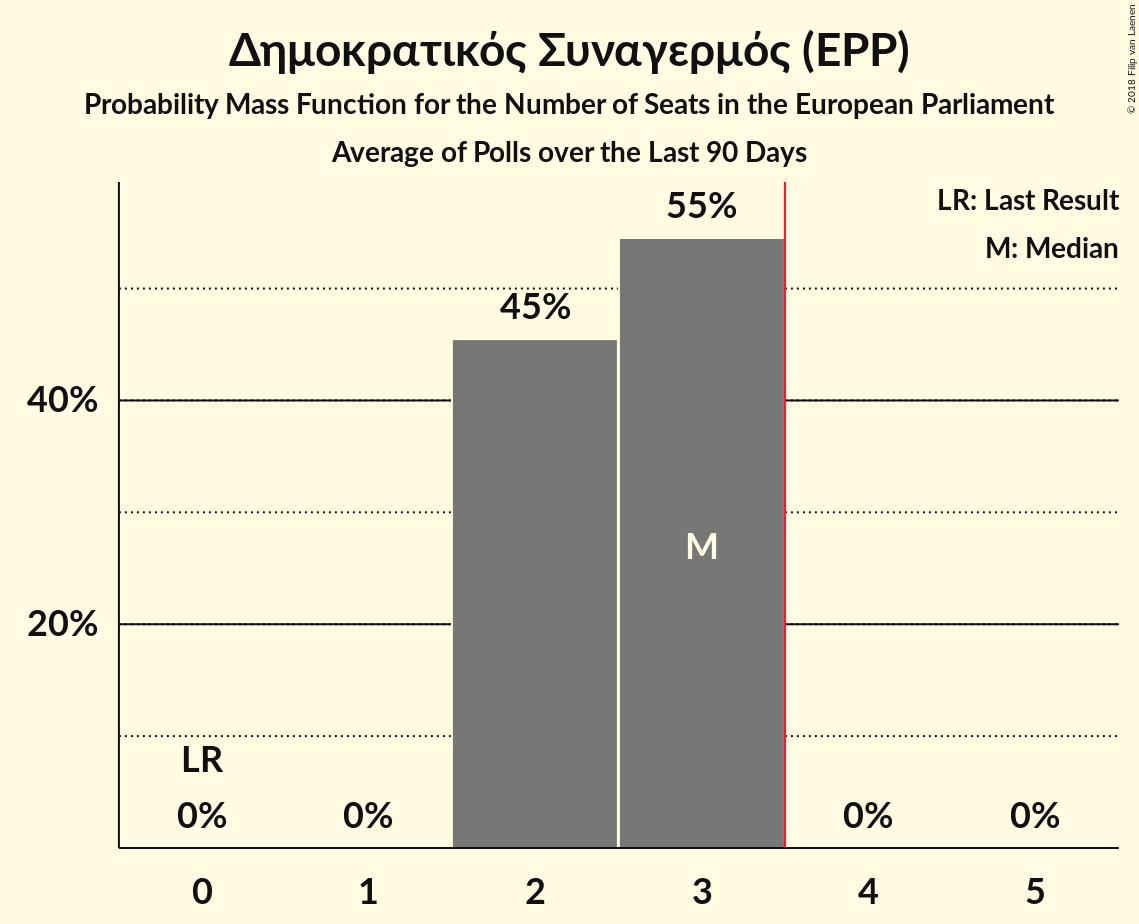 Δημοκρατικός Συναγερμός (EPP)
Probability Mass Function for the Number of Seats in the European Parliament
Average of Polls over the Last 90 Days
© 2018 Filip van Laenen
LR: Last Result
M: Median
55%
45%
40%
M
20%
LR
0% 0% 0% 0%
0 1 2 3 4 5